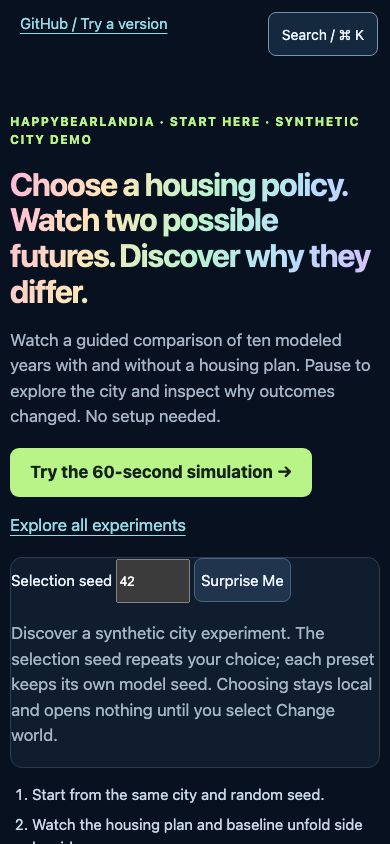 GitHub / Try a version
Search / ⌘ K
HAPPYBEARLANDIA · START HERE · SYNTHETIC
CITY DEMO
Choose a housing policy.
Watch two possible
futures. Discover why they
differ.
Watch a guided comparison of ten modeled
years with and without a housing plan. Pause to
explore the city and inspect why outcomes
changed. No setup needed.
Try the 60-second simulation →
Explore all experiments
Selection seed 42 Surprise Me
Discover a synthetic city experiment. The
selection seed repeats your choice; each preset
keeps its own model seed. Choosing stays local
and opens nothing until you select Change
world.
1. Start from the same city and random seed.
2. Watch the housing plan and baseline unfold side